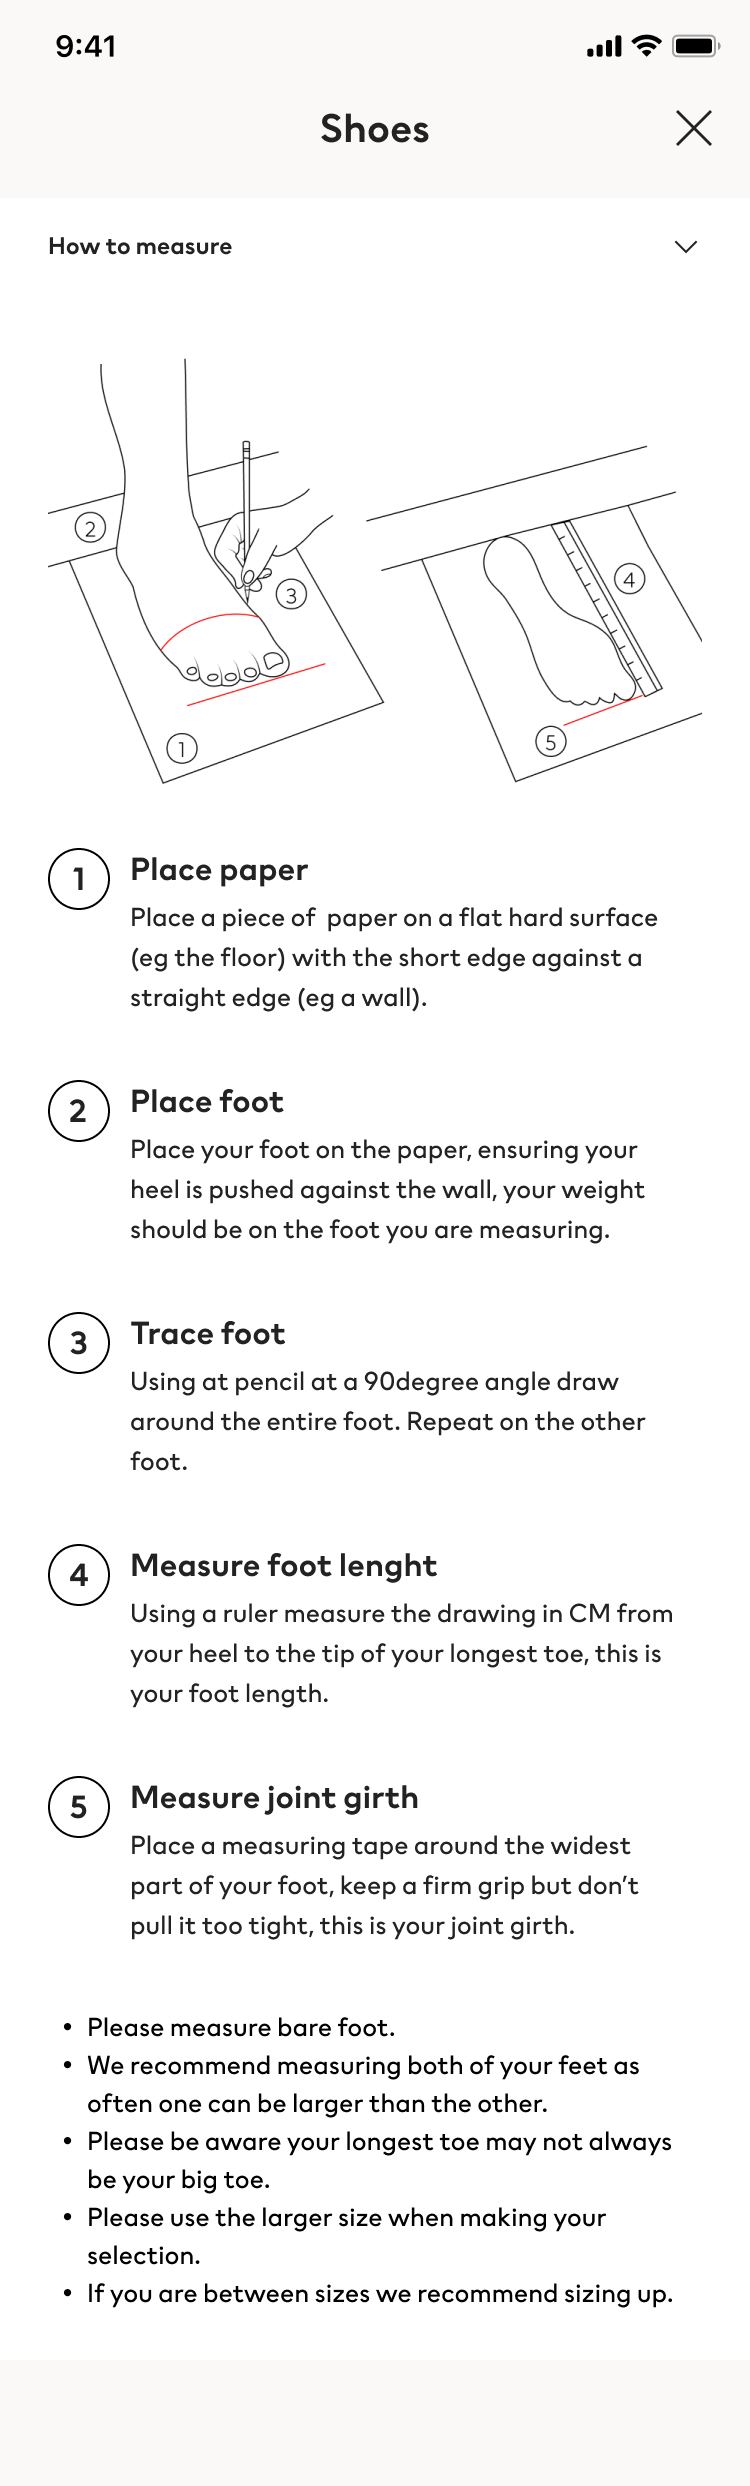 9:41
Shoes
How to measure
2
3
1
4
5
1
Place paper
Place a piece of  paper on a flat hard surface
(eg the floor) with the short edge against a
straight edge (eg a wall).
2
Place foot
Place your foot on the paper, ensuring your
heel is pushed against the wall, your weight
should be on the foot you are measuring.
3
Trace foot
Using at pencil at a 90degree angle draw
around the entire foot. Repeat on the other
foot.
4
Measure foot lenght
Using a ruler measure the drawing in CM from
your heel to the tip of your longest toe, this is
your foot length.
5
Measure joint girth
Place a measuring tape around the widest
part of your foot, keep a firm grip but don’t
pull it too tight, this is your joint girth.
• Please measure bare foot.
• We recommend measuring both of your feet as
often one can be larger than the other.
• Please be aware your longest toe may not always
be your big toe.
• Please use the larger size when making your
selection.
• If you are between sizes we recommend sizing up.